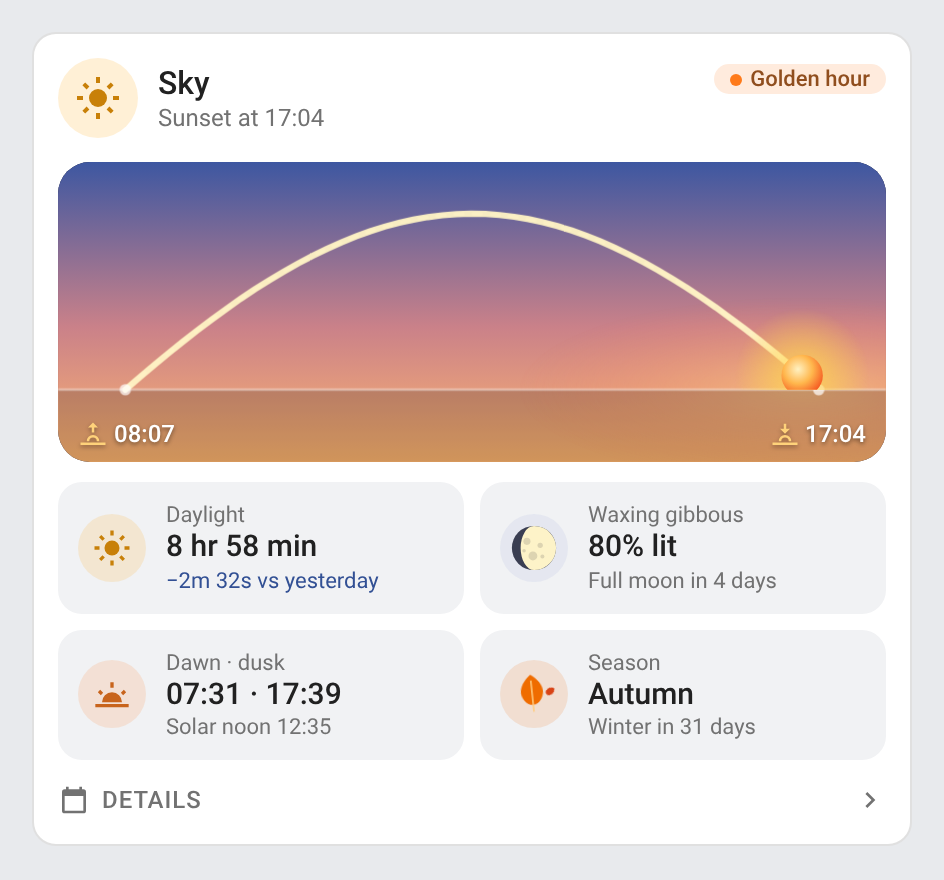 Sky
Sunset at 17:04
Golden hour
08:07
17:04
Daylight
8 hr 58 min
−2m 32s vs yesterday
Waxing gibbous
80% lit
Full moon in 4 days
Dawn · dusk
07:31 · 17:39
Solar noon 12:35
Season
Autumn
Winter in 31 days
DETAILS